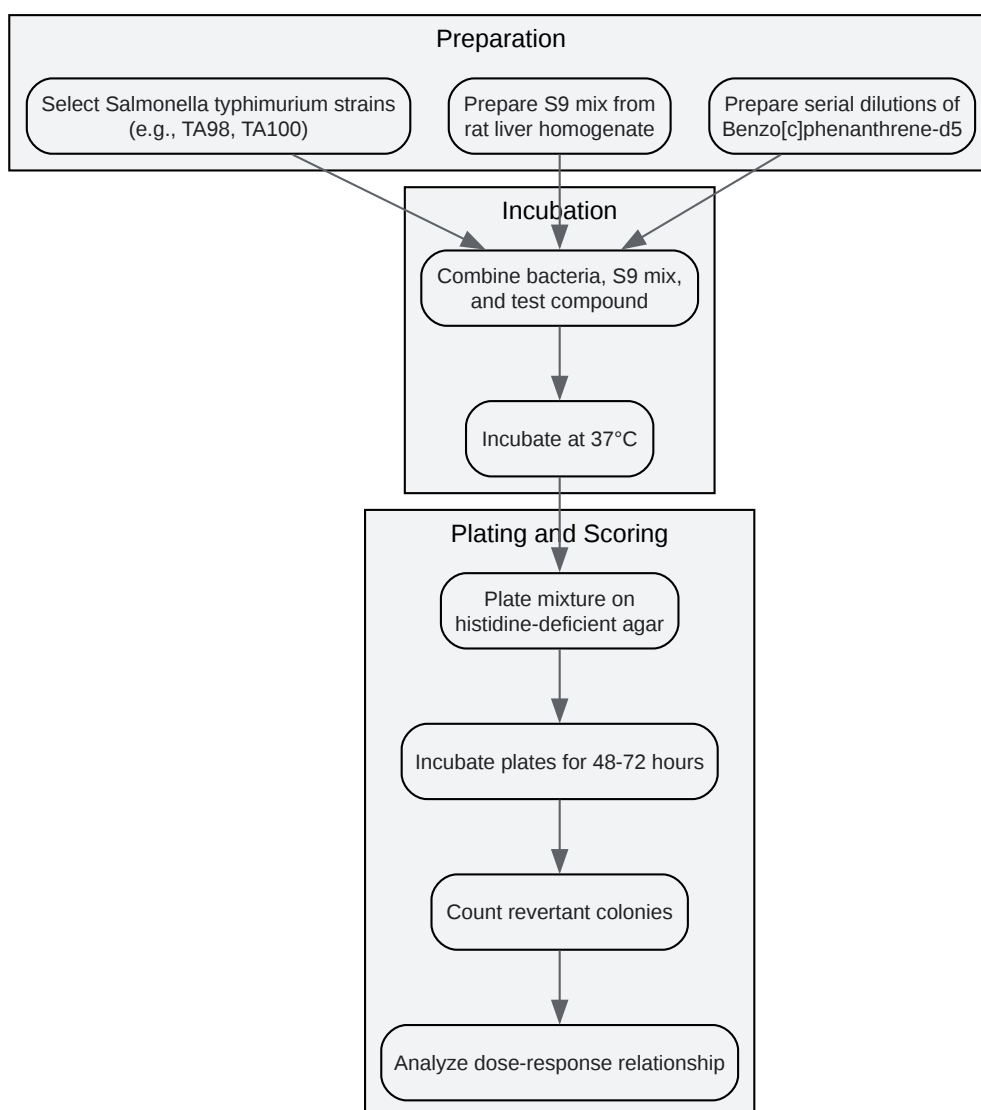 Preparation
Select Salmonella typhimurium strains
(e.g., TA98, TA100)
Prepare S9 mix from
rat liver homogenate
Prepare serial dilutions of
Benzo[c]phenanthrene-d5
Incubation
Combine bacteria, S9 mix,
and test compound
Incubate at 37°C
Plating and Scoring
Plate mixture on
histidine-deficient agar
Incubate plates for 48-72 hours
Count revertant colonies
Analyze dose-response relationship